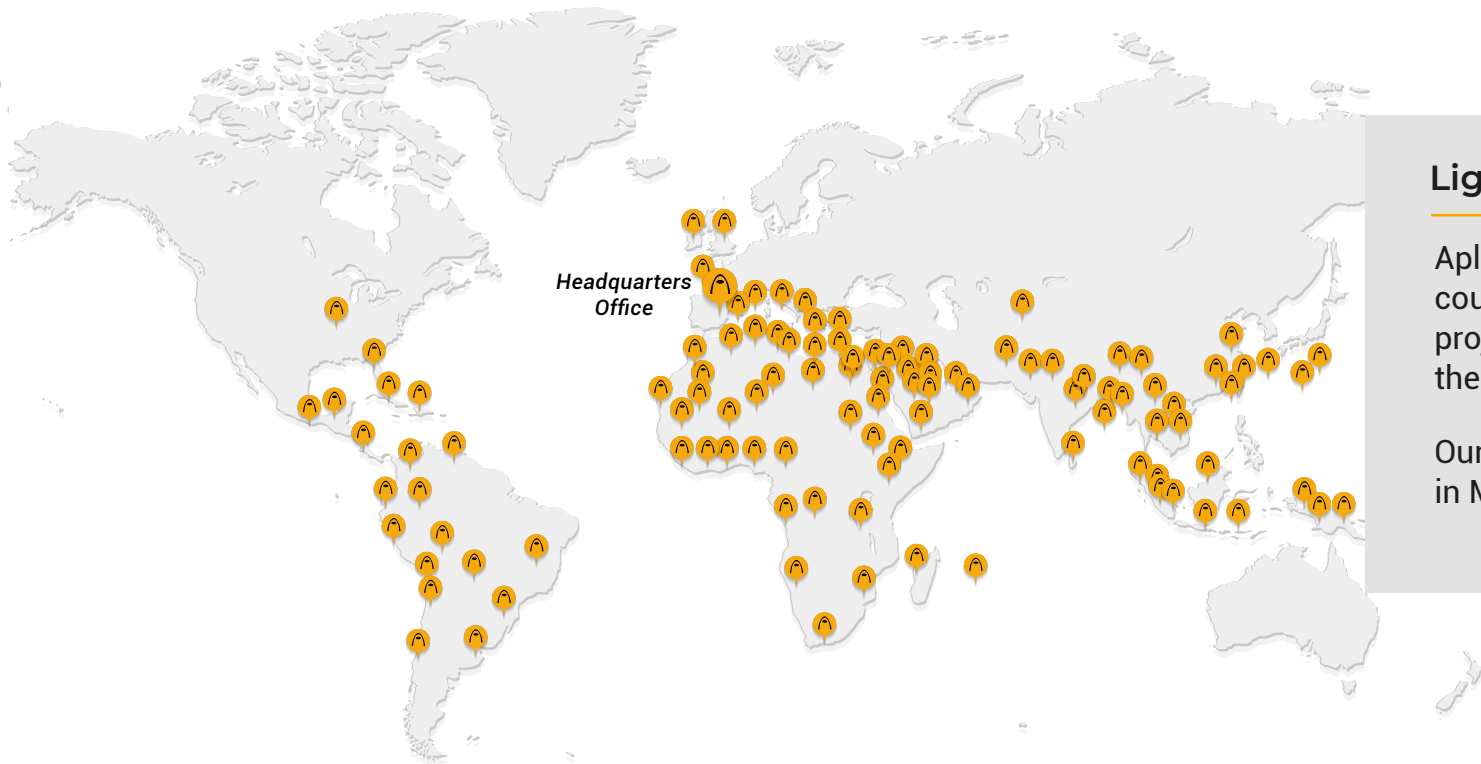 Headquarters
Office
Lig
Apl
cou
pro
the
Our
in M